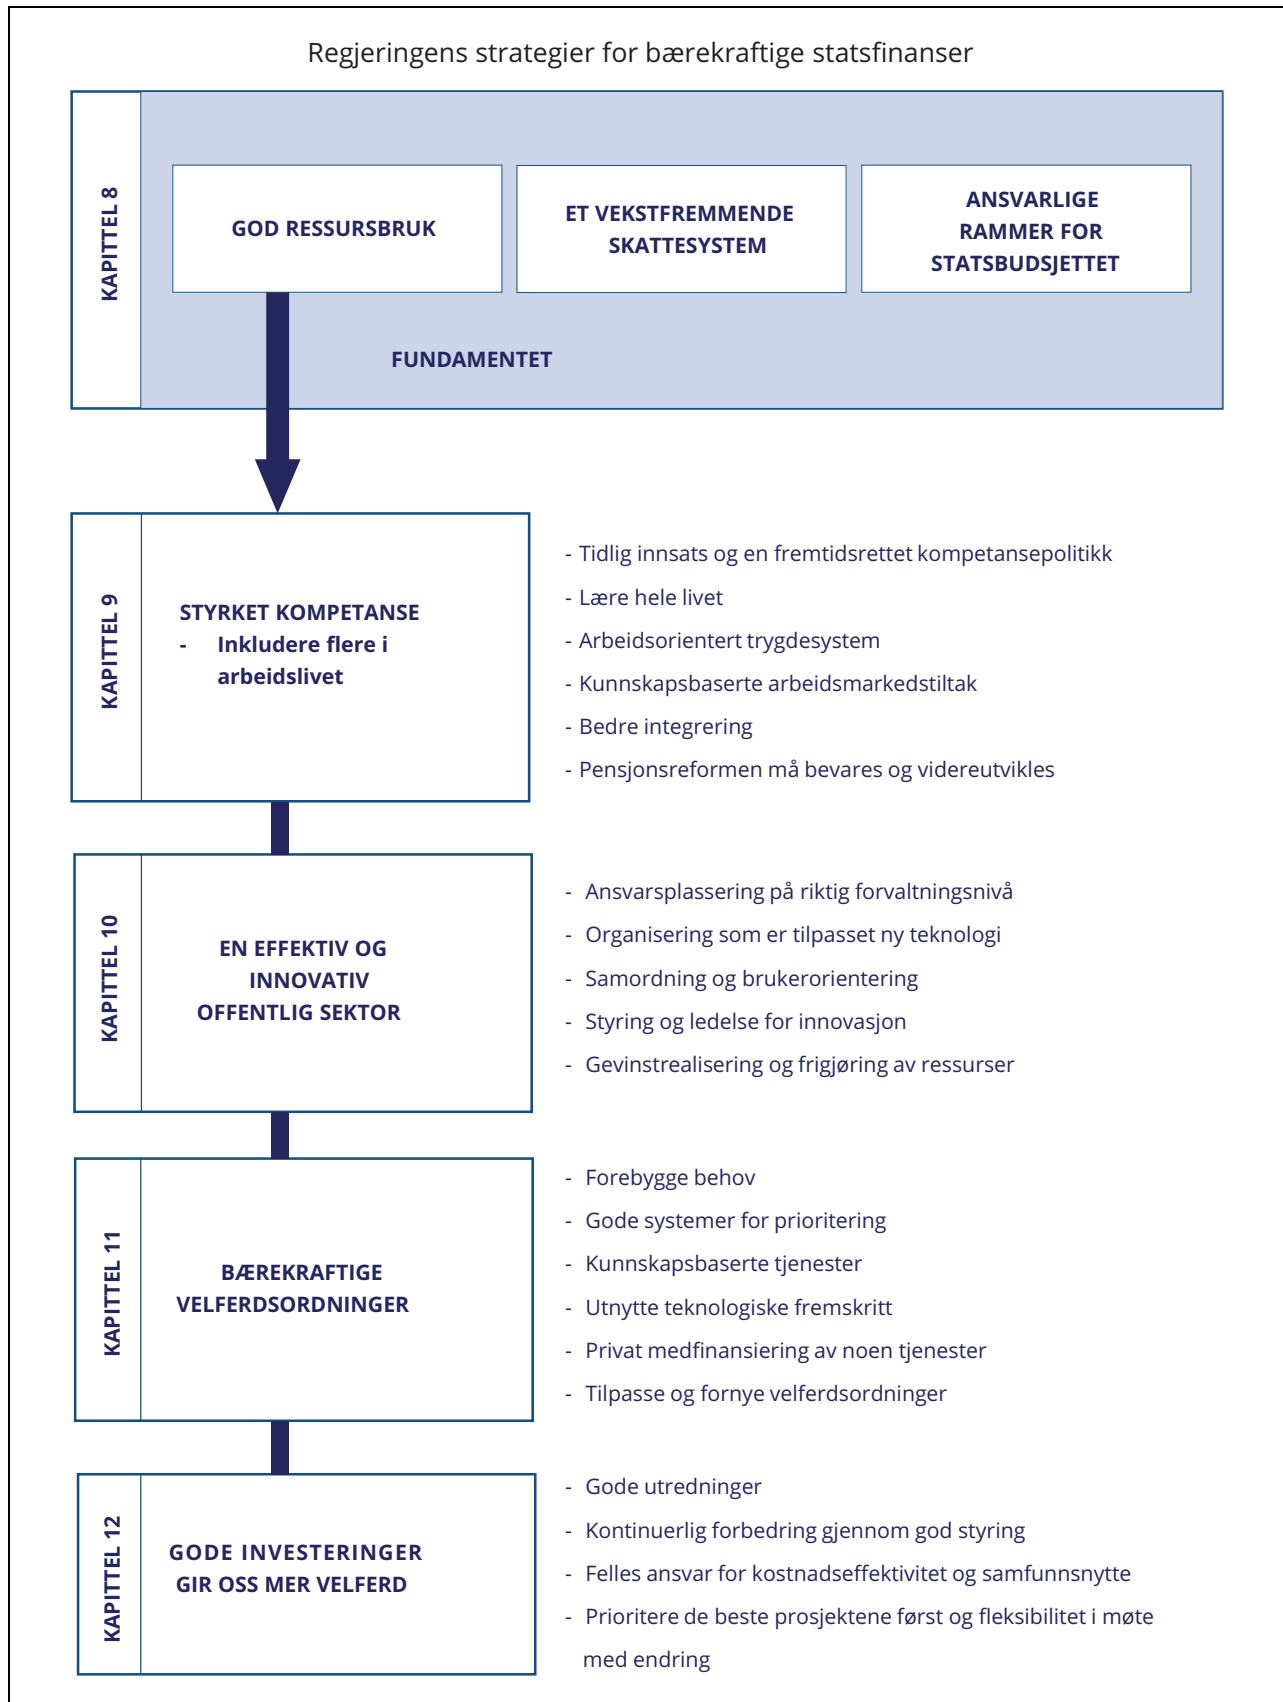 Regjeringens strategier for bærekraftige statsfinanser
KAPITTEL 8
GOD RESSURSBRUK
ET VEKSTFREMMENDE
SKATTESYSTEM
ANSVARLIGE
RAMMER FOR
STATSBUDSJETTET
FUNDAMENTET
KAPITTEL 9
STYRKET KOMPETANSE
- Inkludere flere i
arbeidslivet
- Tidlig innsats og en fremtidsrettet kompetansepolitikk
- Lære hele livet
- Arbeidsorientert trygdesystem
- Kunnskapsbaserte arbeidsmarkedstiltak
- Bedre integrering
- Pensjonsreformen må bevares og videreutvikles
KAPITTEL 10
EN EFFEKTIV OG
INNOVATIV
OFFENTLIG SEKTOR
- Ansvarsplassering på riktig forvaltningsnivå
- Organisering som er tilpasset ny teknologi
- Samordning og brukerorientering
- Styring og ledelse for innovasjon
- Gevinstrealisering og frigjøring av ressurser
KAPITTEL 11
BÆREKRAFTIGE
VELFERDSORDNINGER
- Forebygge behov
- Gode systemer for prioritering
- Kunnskapsbaserte tjenester
- Utnytte teknologiske fremskritt
- Privat medfinansiering av noen tjenester
- Tilpasse og fornye velferdsordninger
KAPITTEL 12
GODE INVESTERINGER
GIR OSS MER VELFERD
- Gode utredninger
- Kontinuerlig forbedring gjennom god styring
- Felles ansvar for kostnadseffektivitet og samfunnsnytte
- Prioritere de beste prosjektene først og fleksibilitet i møte
med endring